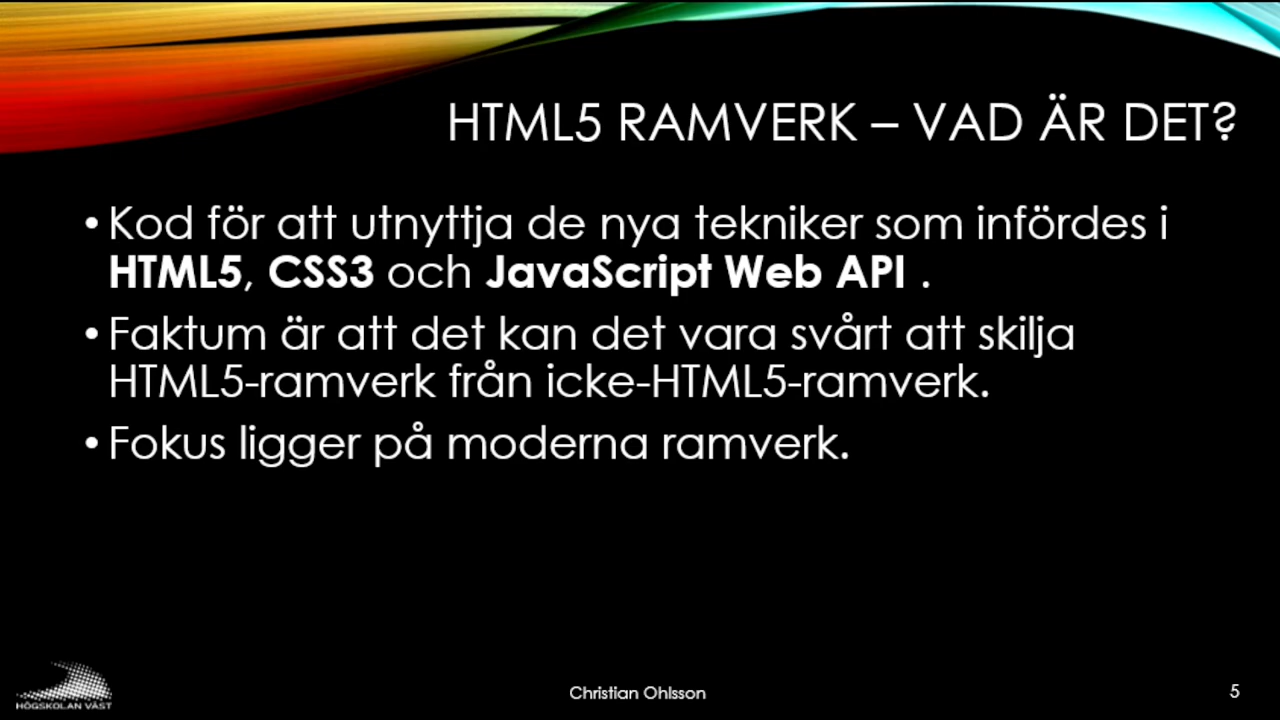 HTML5 RAMVERK – VAD ÄR DET?
• Kod för att utnyttja de nya tekniker som infördes i
HTML5, CSS3 och JavaScript Web API .
• Faktum är att det kan det vara svårt att skilja
HTML5-ramverk från icke-HTML5-ramverk.
• Fokus ligger på moderna ramverk.
HÖGSKOLAN VÄST
Christian Ohlsson
5